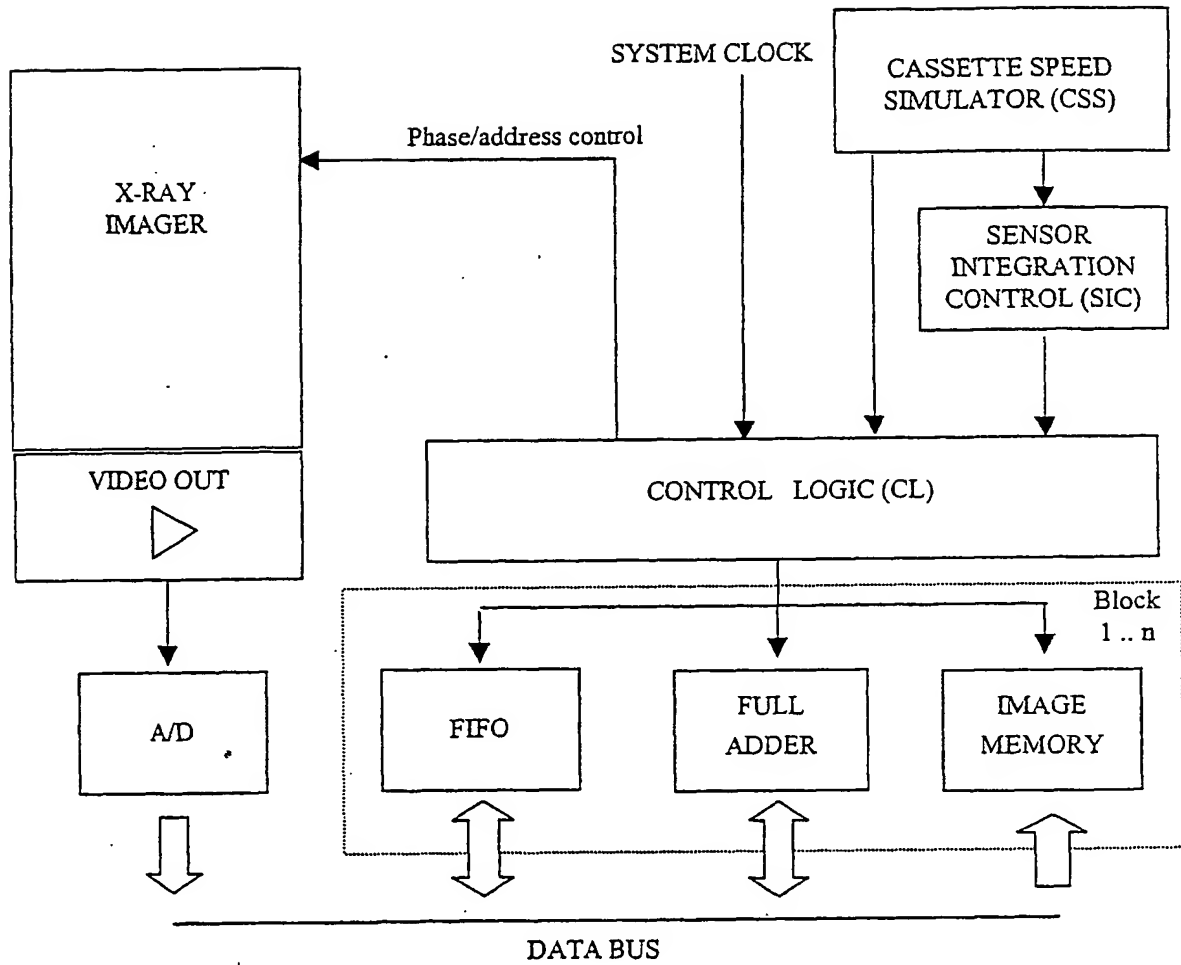 SYSTEM CLOCK
CASSETTE SPEED
SIMULATOR (CSS)
Phase/address control
X-RAY
IMAGER
SENSOR
INTEGRATION
CONTROL (SIC)
VIDEO OUT
CONTROL LOGIC (CL)
Block
1 .. n
A/D
FIFO
FULL
ADDER
IMAGE
MEMORY
DATA BUS